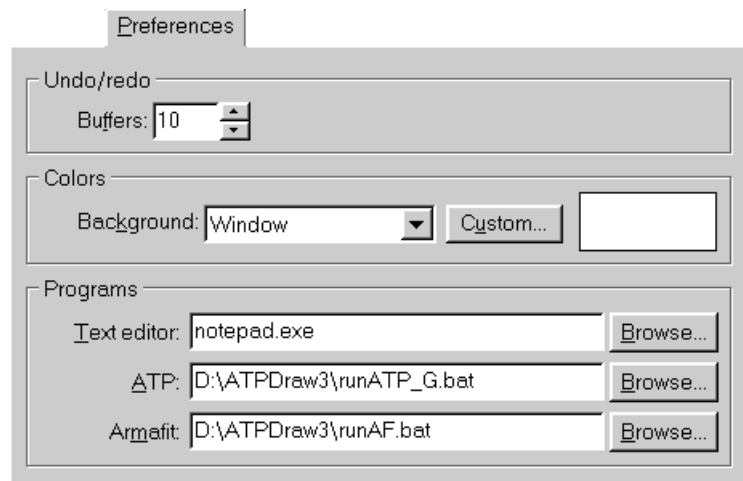 Preferences
Undo/redo
Buffers: 10
Colors
Background: Window Custom...
Programs
Text editor: notepad.exe Browse...
ATP: D:\ATPDraw3\runATP_G.bat Browse...
Armafit: D:\ATPDraw3\runAF.bat Browse...